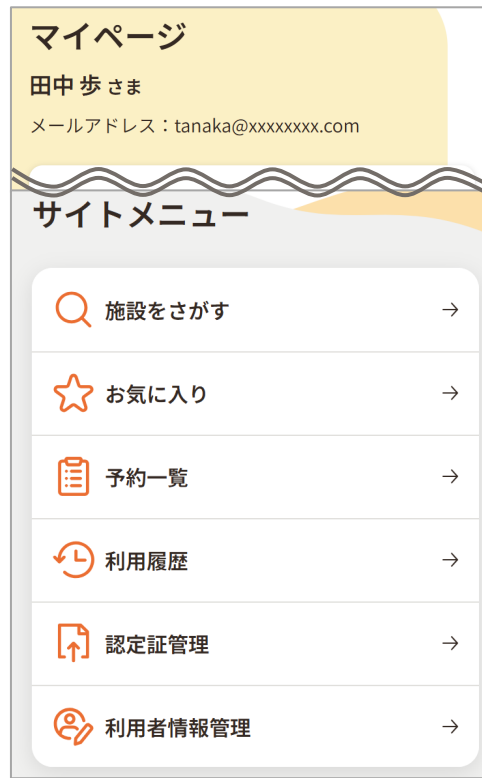 マイページ
田中 歩 さま
メールアドレス：tanaka@xxxxxxxx.com
サイトメニュー
施設をさがす
お気に入り
予約一覧
利用履歴
認定証管理
利用者情報管理